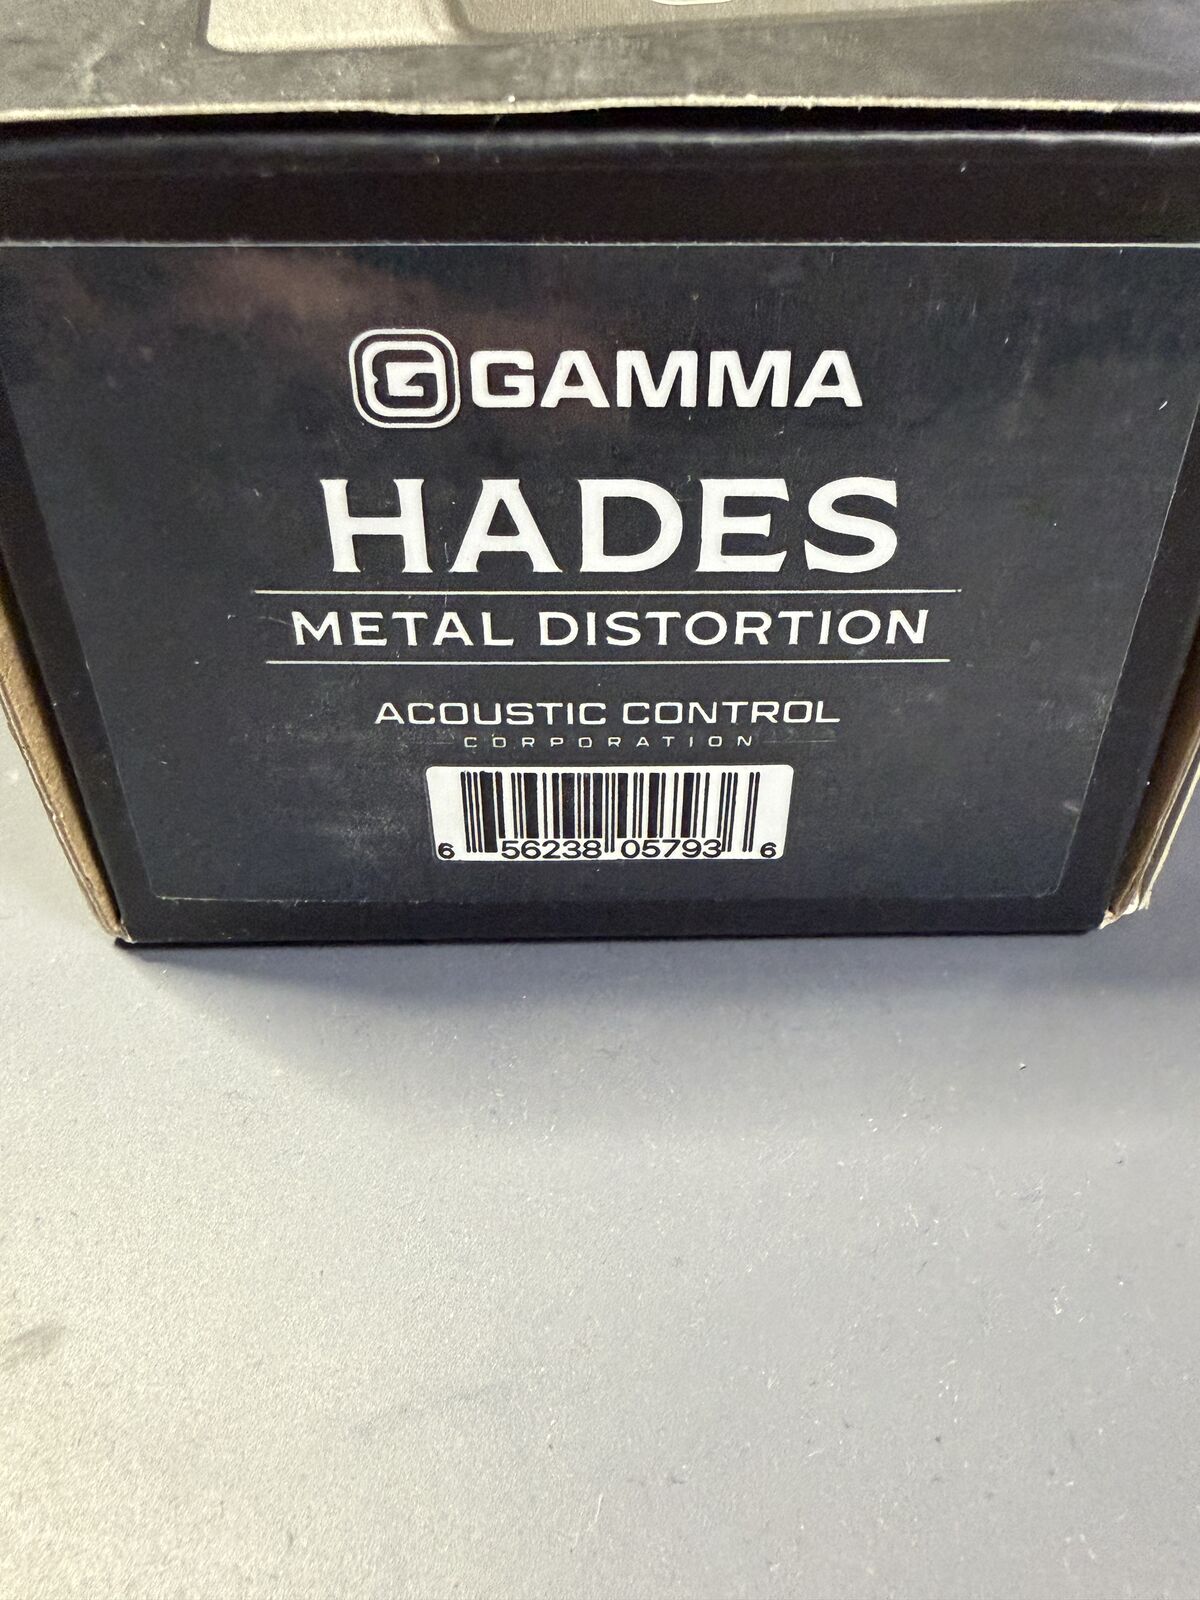 G GAMMA
HADES
METAL DISTORTION
ACOUSTIC CONTROL
CORPORATION
6 56238 05793 6